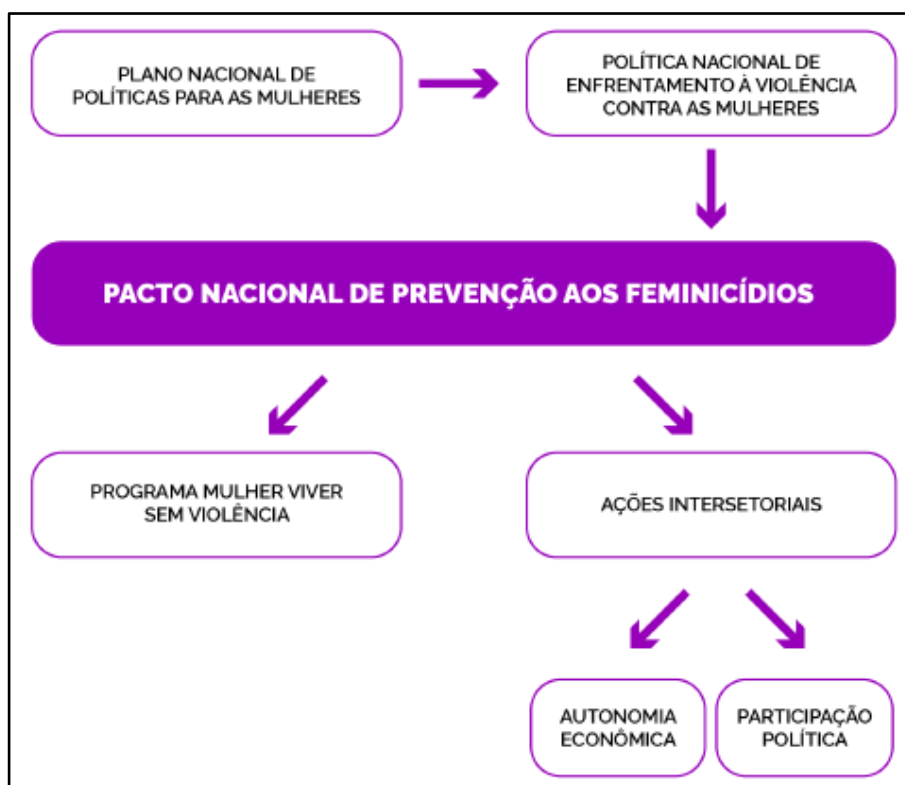 PLANO NACIONAL DE
POLÍTICAS PARA AS MULHERES
POLÍTICA NACIONAL DE
ENFRENTAMENTO À VIOLÊNCIA
CONTRA AS MULHERES
PACTO NACIONAL DE PREVENÇÃO AOS FEMINICÍDIOS
PROGRAMA MULHER VIVER
SEM VIOLÊNCIA
AÇÕES INTERSETORIAIS
AUTONOMIA
ECONÔMICA
PARTICIPAÇÃO
POLÍTICA